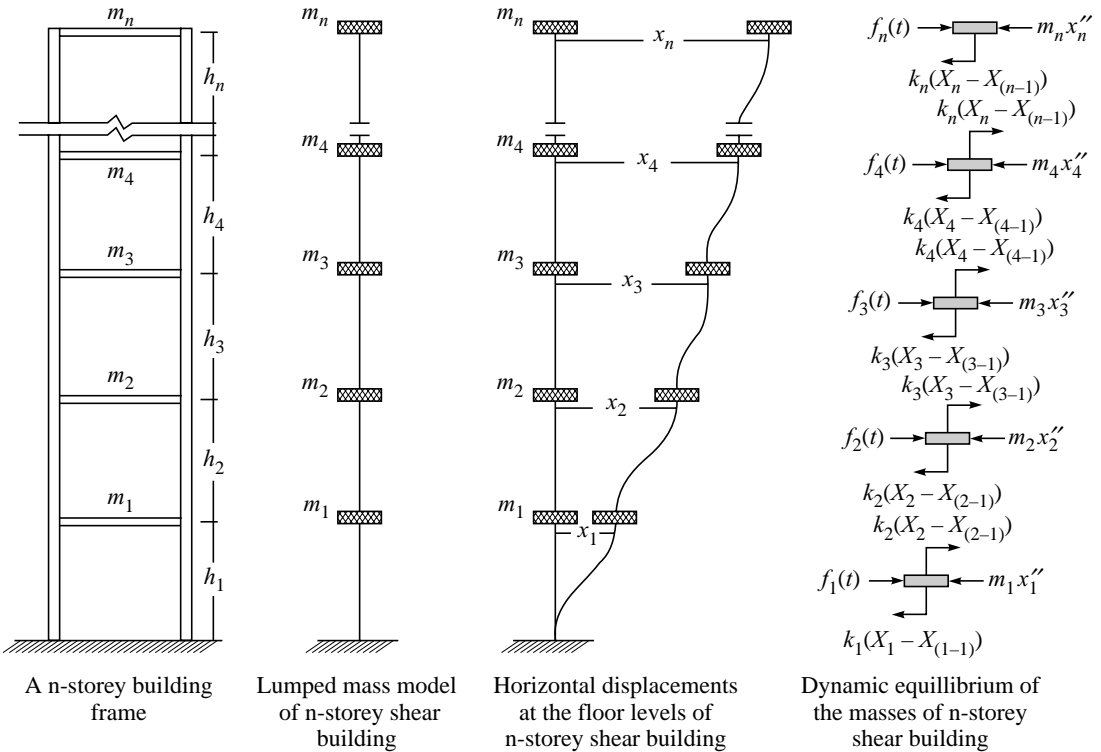 m_n
h_n
m_4
h_4
m_3
h_3
m_2
h_2
m_1
h_1
A n-storey building
frame
m_n
m_4
m_3
m_2
m_1
Lumped mass model
of n-storey shear
building
m_n
x_n
m_4
x_4
m_3
x_3
m_2
x_2
m_1
x_1
Horizontal displacements
at the floor levels of
n-storey shear building
f_n(t) m_n x″_n
k_n(X_n – X_(n–1))
k_n(X_n – X_(n–1))
f_4(t) m_4 x″_4
k_4(X_4 – X_(4–1))
k_4(X_4 – X_(4–1))
f_3(t) m_3 x″_3
k_3(X_3 – X_(3–1))
k_3(X_3 – X_(3–1))
f_2(t) m_2 x″_2
k_2(X_2 – X_(2–1))
k_2(X_2 – X_(2–1))
f_1(t) m_1 x″_1
k_1(X_1 – X_(1–1))
Dynamic equillibrium of
the masses of n-storey
shear building